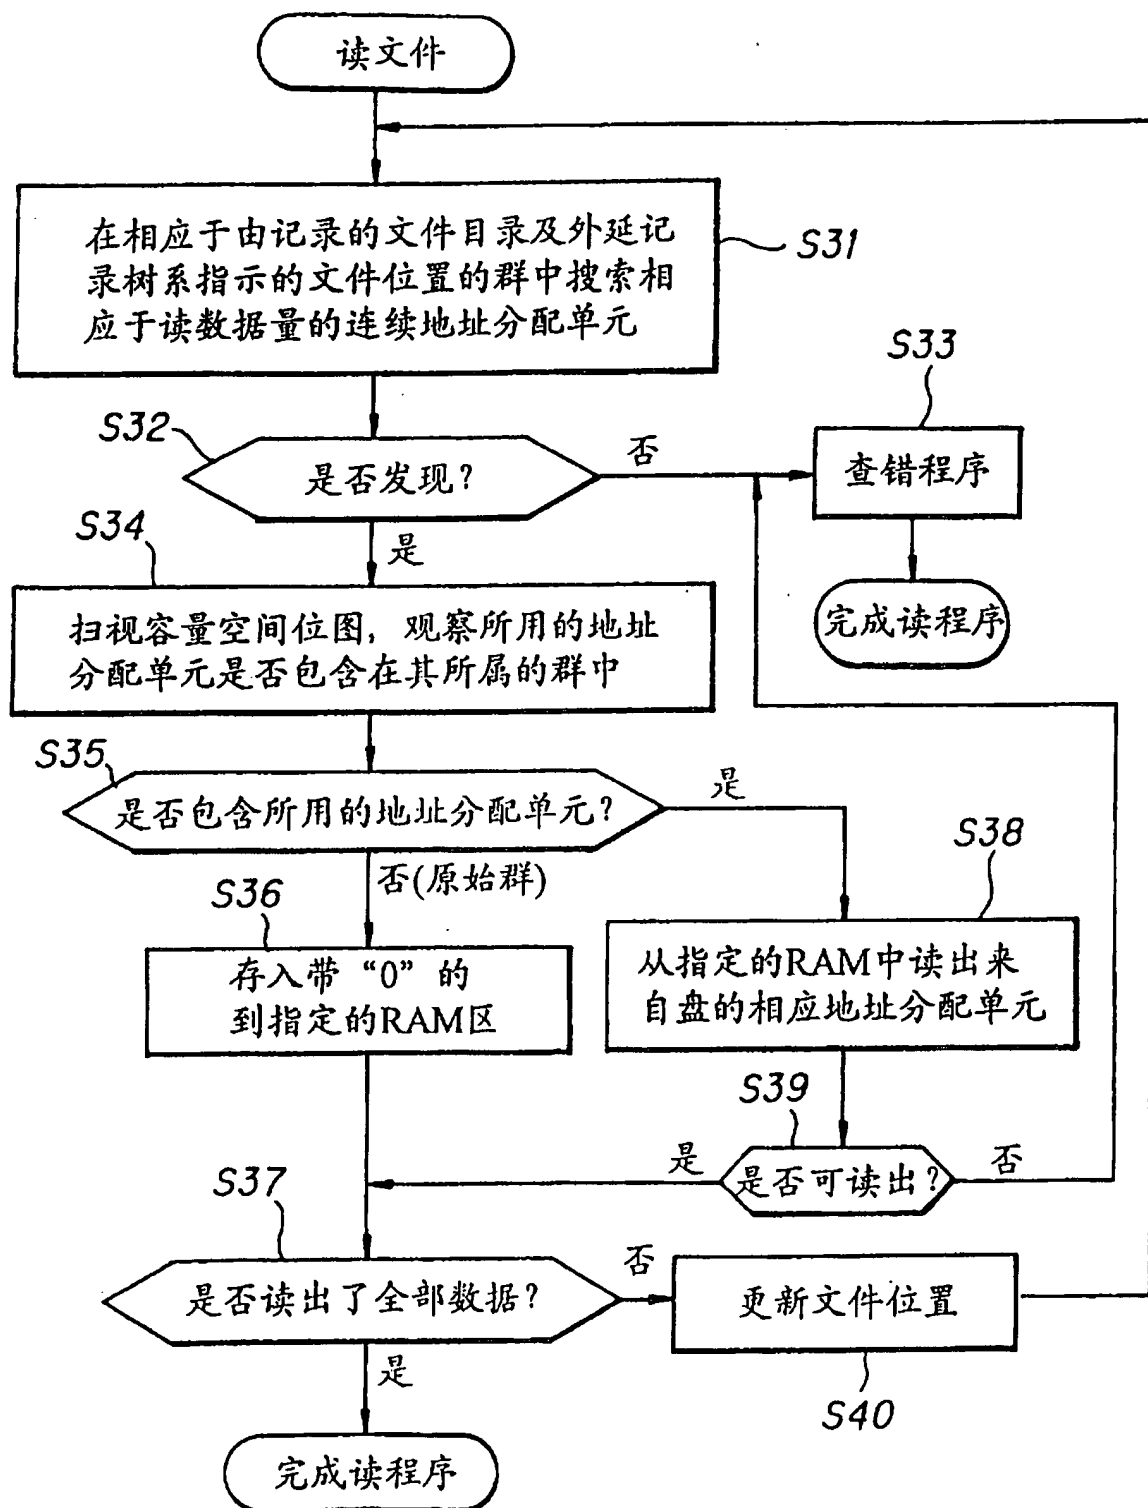 读文件
在相应于由记录的文件目录及外延记
录树系指示的文件位置的群中搜索相
应于读数据量的连续地址分配单元
S31
S32
是否发现?
否
S33
查错程序
完成读程序
是
S34
扫视容量空间位图, 观察所用的地址
分配单元是否包含在其所属的群中
S35
是否包含所用的地址分配单元?
是
否(原始群)
S36
存入带“0”的
到指定的RAM区
S38
从指定的RAM中读出来
自盘的相应地址分配单元
S39
是否可读出?
是
否
S37
是否读出了全部数据?
否
更新文件位置
S40
是
完成读程序